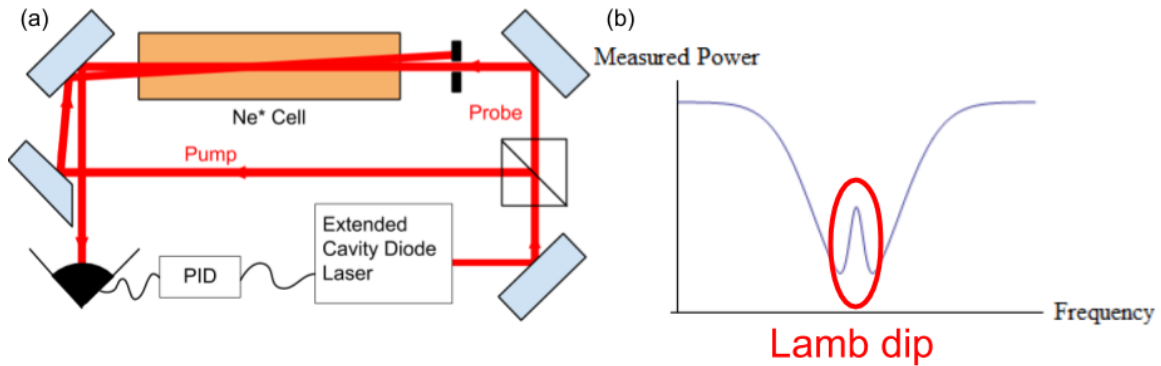 (a)
Ne* Cell
Probe
Pump
Extended
Cavity Diode
Laser
PID
(b)
Measured Power
Frequency
Lamb dip